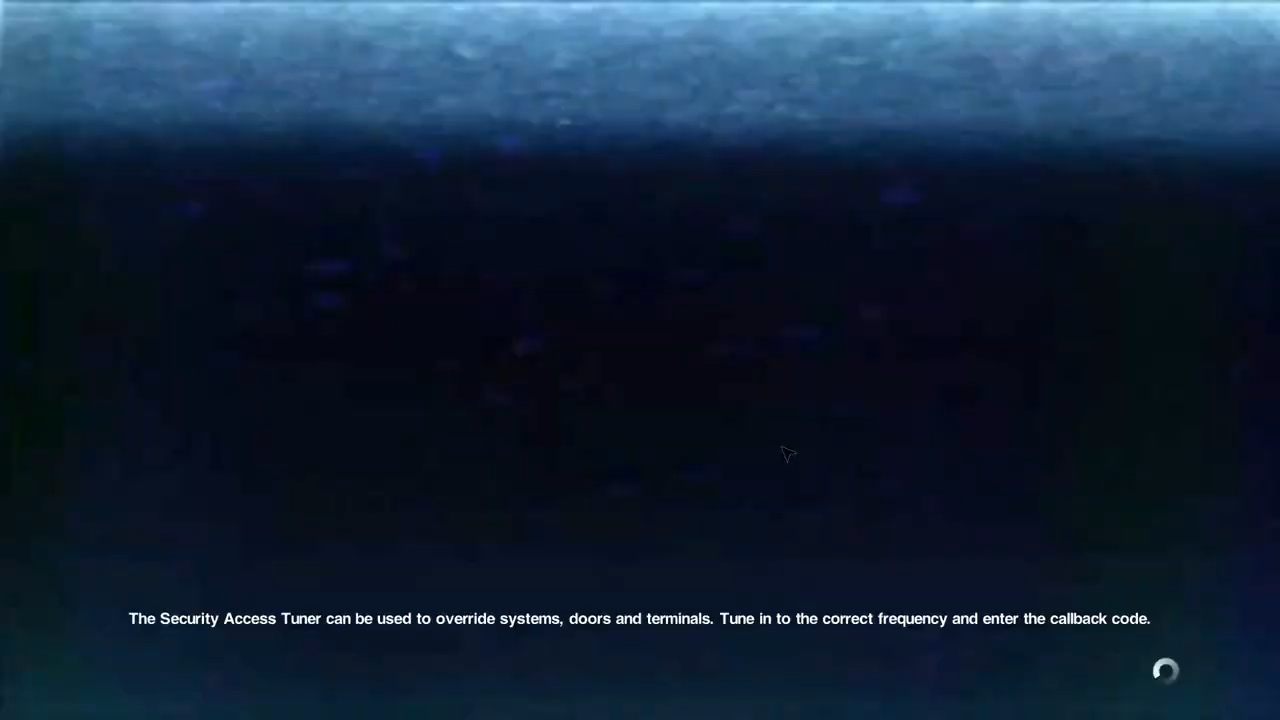 The Security Access Tuner can be used to override systems, doors and terminals. Tune in to the correct frequency and enter the callback code.